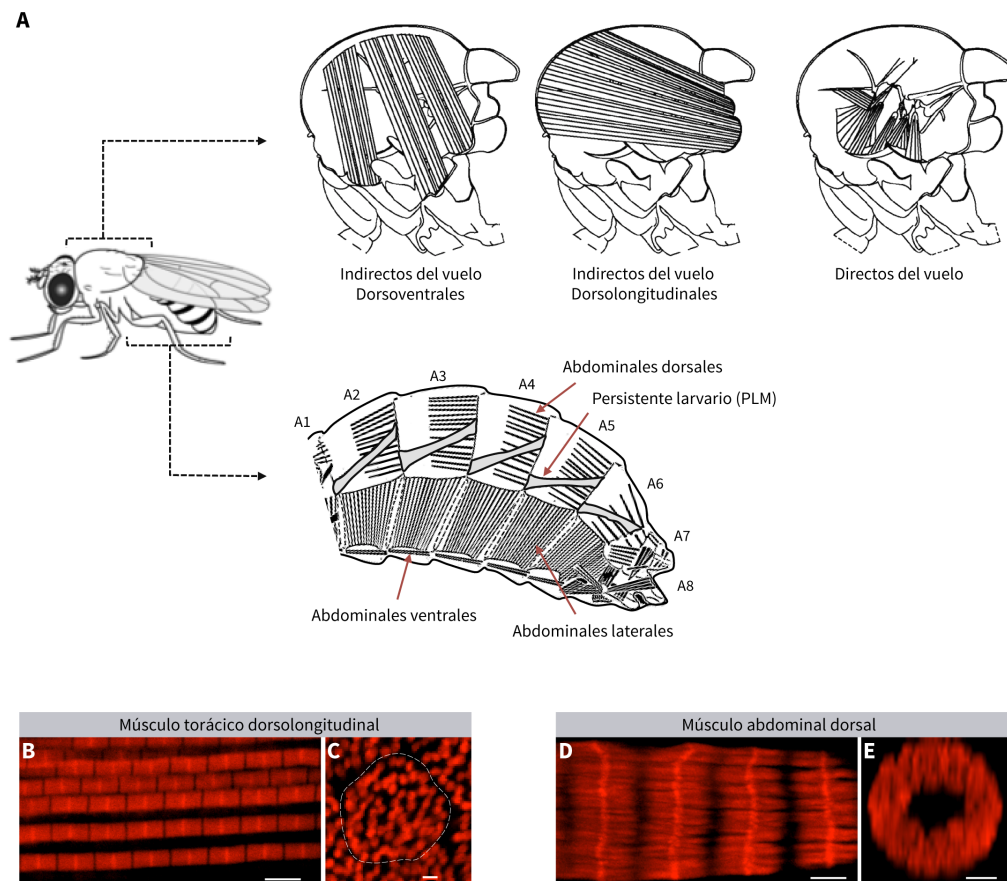 A
Indirectos del vuelo
Dorsoventrales
Indirectos del vuelo
Dorsolongitudinales
Directos del vuelo
Abdominales dorsales
Persistente larvario (PLM)
A1
A2
A3
A4
A5
A6
A7
A8
Abdominales ventrales
Abdominales laterales
Músculo torácico dorsolongitudinal
B
C
Músculo abdominal dorsal
D
E